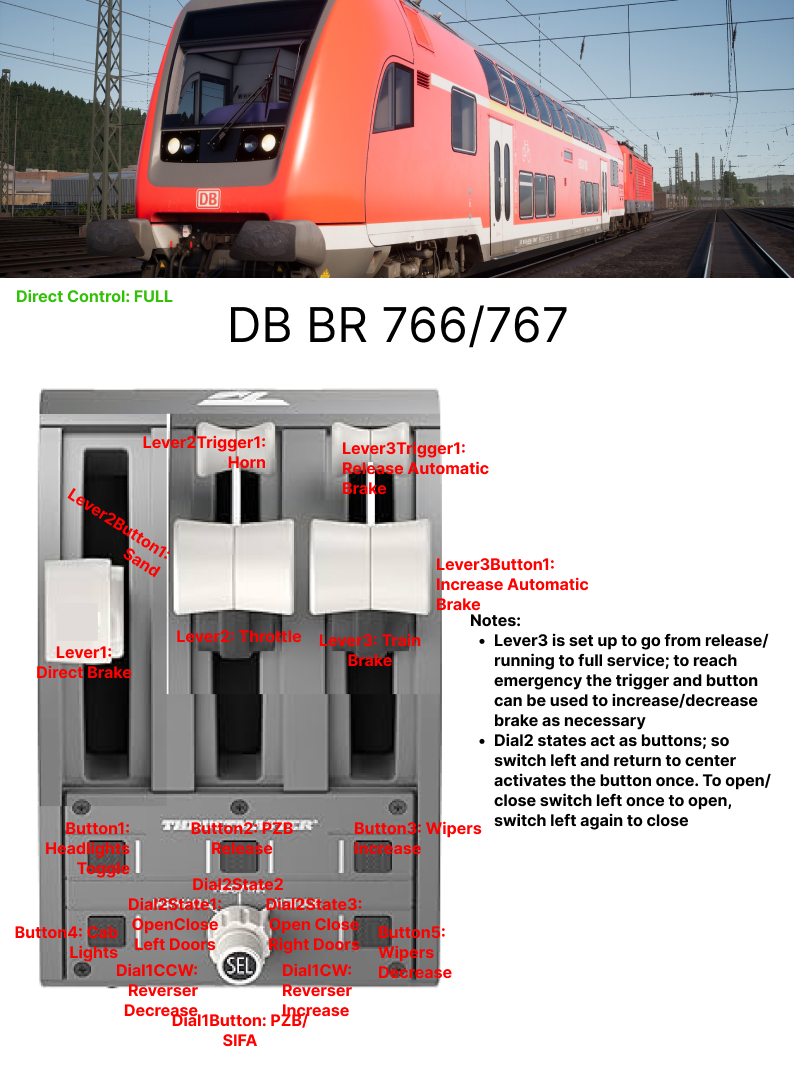 DB
Direct Control: FULL
DB BR 766/767
Lever2Trigger1:
Horn
Lever3Trigger1:
Release Automatic
Brake
Lever2Button1:
Sand
Lever3Button1:
Increase Automatic
Brake
Lever2: Throttle
Lever3: Train
Brake
Lever1:
Direct Brake
Notes:
• Lever3 is set up to go from release/
running to full service; to reach
emergency the trigger and button
can be used to increase/decrease
brake as necessary
• Dial2 states act as buttons; so
switch left and return to center
activates the button once. To open/
close switch left once to open,
switch left again to close
THRUSTMASTER
Button1:
Headlights
Toggle
Button2: PZB
Release
Button3: Wipers
Increase
Dial2State2
Dial2State1:
OpenClose
Left Doors
Dial2State3:
Open Close
Right Doors
Button4: Cab
Lights
Button5:
Wipers
Decrease
SEL
Dial1CCW:
Reverser
Decrease
Dial1CW:
Reverser
Increase
Dial1Button: PZB/
SIFA